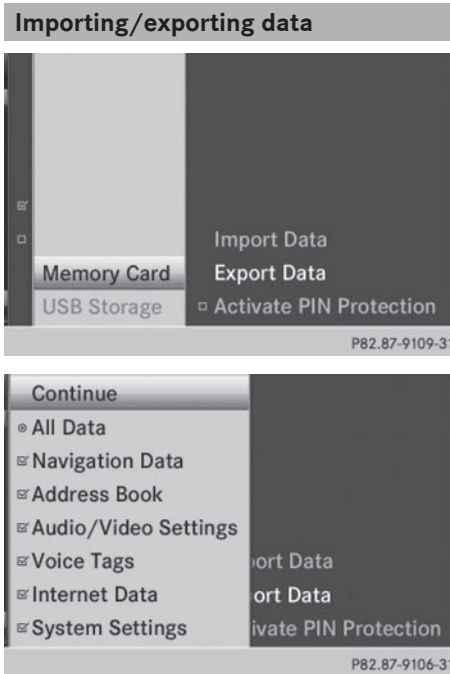 Importing/exporting data
Import Data
Memory Card Export Data
USB Storage Activate PIN Protection
P82.87-9109-31
Continue
All Data
Navigation Data
Address Book
Audio/Video Settings
Voice Tags ort Data
Internet Data ort Data
System Settings ivate PIN Protection
P82.87-9106-31